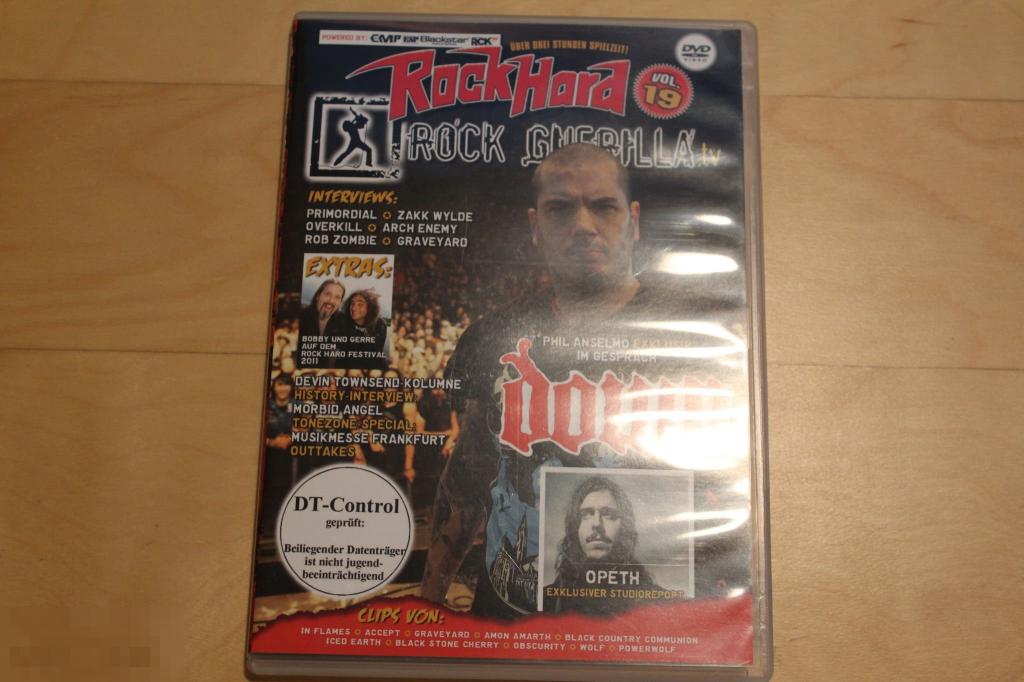 POWERED BY: EMP EMP Blackstar ROCK
ÜBER DREI STUNDEN SPIELZEIT!
DVD
VIDEO
RockHard
VOL. 19
ROCK GUERILLA.tv
INTERVIEWS:
PRIMORDIAL ✪ ZAKK WYLDE
OVERKILL ✪ ARCH ENEMY
ROB ZOMBIE ✪ GRAVEYARD
EXTRAS:
BOBBY UND GERRE
AUF DEM
ROCK HARD FESTIVAL
2011
PHIL ANSELMO EXKLUSIV
IM GESPRÄCH
DEVIN TOWNSEND-KOLUMNE
HISTORY-INTERVIEW:
MORBID ANGEL
TONEZONE-SPECIAL:
MUSIKMESSE FRANKFURT
OUTTAKES
DT-Control
geprüft:
Beiliegender Datenträger
ist nicht jugend-
beeinträchtigend
OPETH
EXKLUSIVER STUDIOREPORT
CLIPS VON:
IN FLAMES ✪ ACCEPT ✪ GRAVEYARD ✪ AMON AMARTH ✪ BLACK COUNTRY COMMUNION
ICED EARTH ✪ BLACK STONE CHERRY ✪ OBSCURITY ✪ WOLF ✪ POWERWOLF